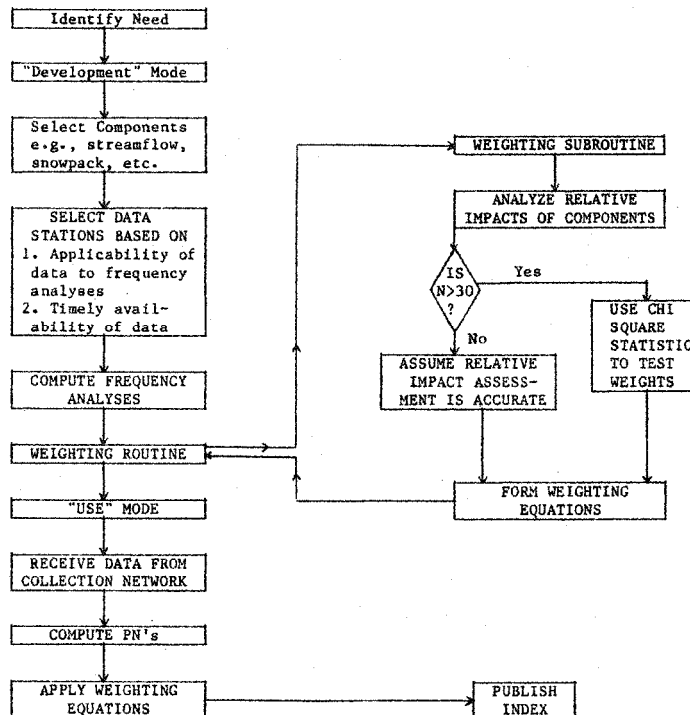 Identify Need
"Development" Mode
Select Components
e.g., streamflow,
snowpack, etc.
SELECT DATA
STATIONS BASED ON
1. Applicability of
data to frequency
analyses
2. Timely avail-
ability of data
COMPUTE FREQUENCY
ANALYSES
WEIGHTING ROUTINE
"USE" MODE
RECEIVE DATA FROM
COLLECTION NETWORK
COMPUTE PN's
APPLY WEIGHTING
EQUATIONS
WEIGHTING SUBROUTINE
ANALYZE RELATIVE
IMPACTS OF COMPONENTS
IS
N>30
?
Yes
No
USE CHI
SQUARE
STATISTIC
TO TEST
WEIGHTS
ASSUME RELATIVE
IMPACT ASSESS-
MENT IS ACCURATE
FORM WEIGHTING
EQUATIONS
PUBLISH
INDEX